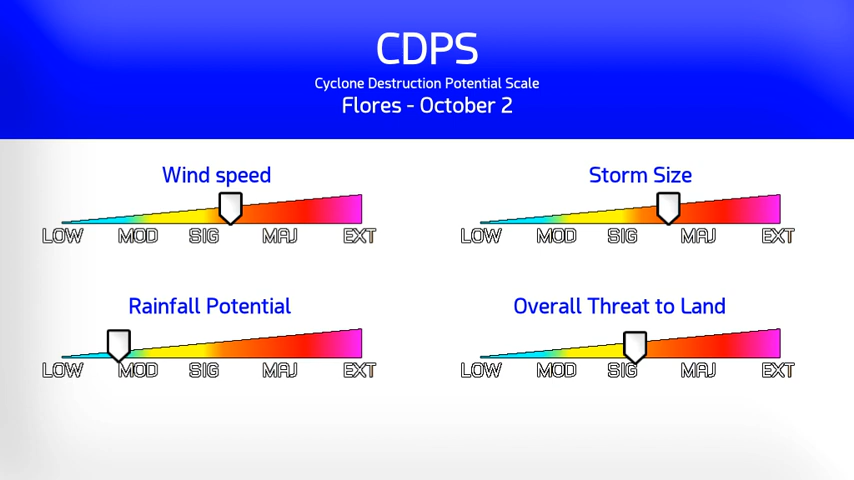 CDPS
Cyclone Destruction Potential Scale
Flores - October 2
Wind speed
LOW MOD SIG MAJ EXT
Storm Size
LOW MOD SIG MAJ EXT
Rainfall Potential
LOW MOD SIG MAJ EXT
Overall Threat to Land
LOW MOD SIG MAJ EXT